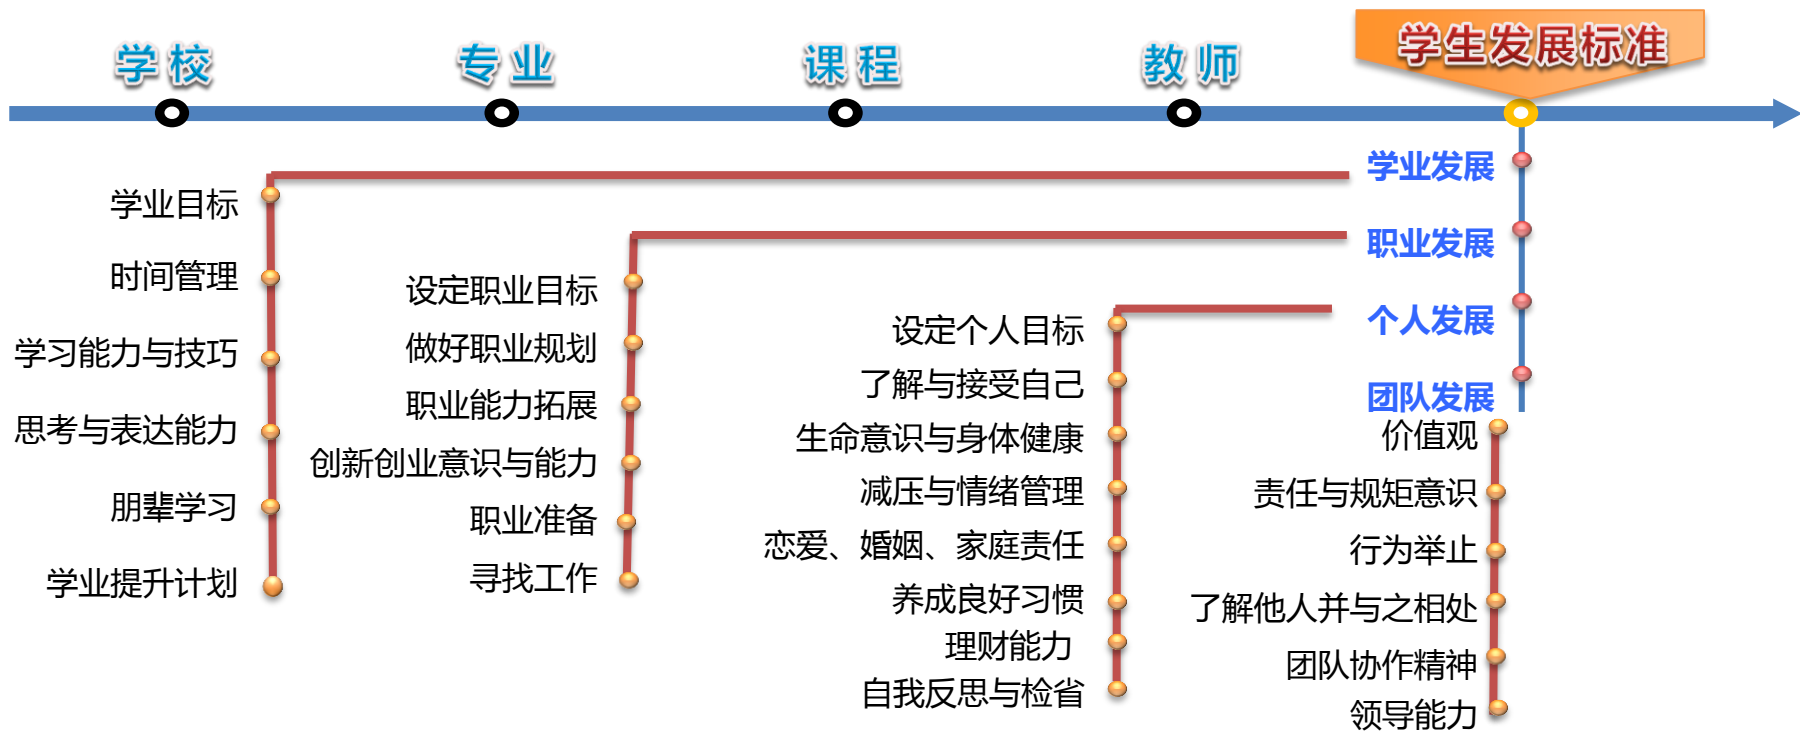 学校
专业
课程
教师
学生发展标准
学业发展
职业发展
个人发展
团队发展
学业目标
时间管理
学习能力与技巧
思考与表达能力
朋辈学习
学业提升计划
设定职业目标
做好职业规划
职业能力拓展
创新创业意识与能力
职业准备
寻找工作
设定个人目标
了解与接受自己
生命意识与身体健康
减压与情绪管理
恋爱、婚姻、家庭责任
养成良好习惯
理财能力
自我反思与检省
价值观
责任与规矩意识
行为举止
了解他人并与之相处
团队协作精神
领导能力